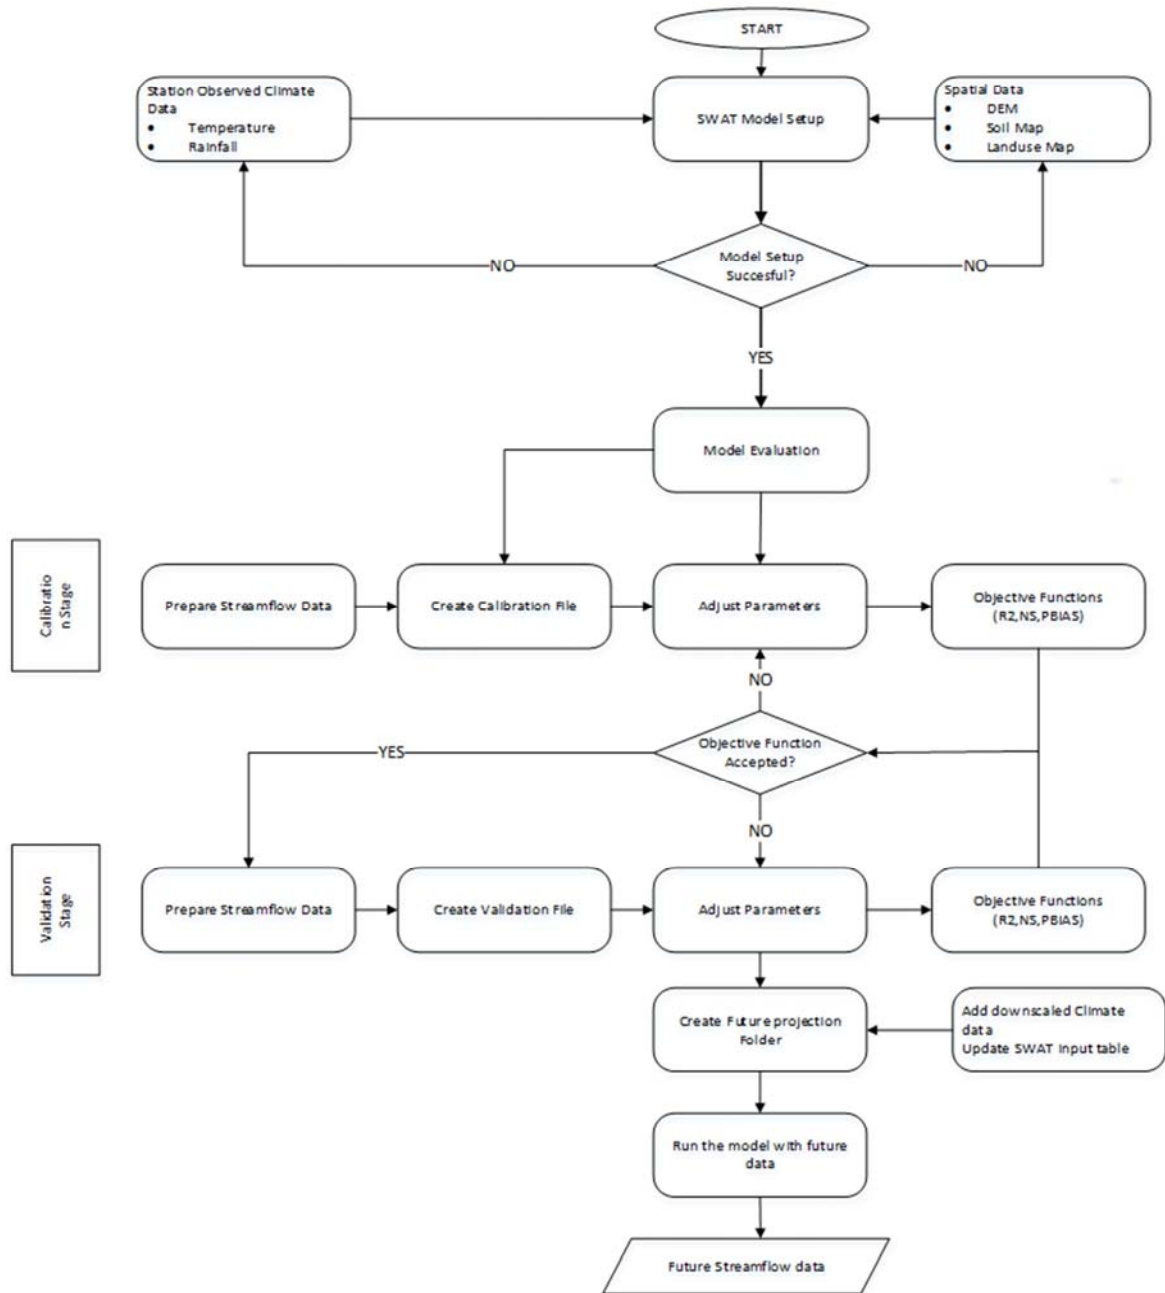 START
Station Observed Climate
Data
• Temperature
• Rainfall
SWAT Model Setup
Spatial Data
• DEM
• Soil Map
• Landuse Map
NO
Model Setup
Succesful?
NO
YES
Model Evaluation
Calibratio
n Stage
Prepare Streamflow Data
Create Calibration File
Adjust Parameters
Objective Functions
(R2,NS,PBIAS)
NO
YES
Objective Function
Accepted?
NO
Validation
Stage
Prepare Streamflow Data
Create Validation File
Adjust Parameters
Objective Functions
(R2,NS,PBIAS)
Create Future projection
Folder
Add downscaled Climate
data
Update SWAT Input table
Run the model with future
data
Future Streamflow data